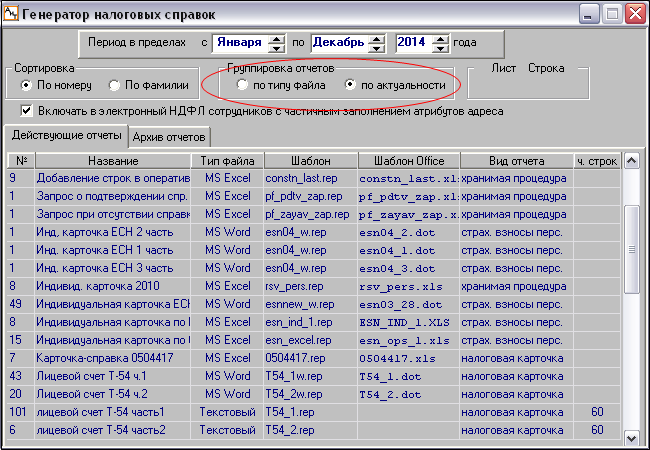 Генератор налоговых справок
Период в пределах с Января по Декабрь 2014 года
Сортировка Группировка отчетов Лист Строка
По номеру По фамилии по типу файла по актуальности
Включать в электронный НДФЛ сотрудников с частичным заполнением атрибутов адреса
Действующие отчеты Архив отчетов
№ Название Тип файла Шаблон Шаблон Office Вид отчета ч. строк
9 Добавление строк в оператив MS Excel constn_last.rep constn_last.xl: хранимая процедура
1 Запрос о подтверждении спр. MS Excel pf_pdtv_zap.rep pf_pdtv_zap.xl хранимая процедура
1 Запрос при отсутствии справк MS Excel pf_zayav_zap.rep pf_zayav_zap.x хранимая процедура
1 Инд. карточка ЕСН 2 часть MS Word esn04_w.rep esn04_2.dot страх. взносы перс.
1 Инд. карточка ЕСН 1 часть MS Word esn04_w.rep esn04_1.dot страх. взносы перс.
1 Инд. карточка ЕСН 3 часть MS Word esn04_w.rep esn04_3.dot страх. взносы перс.
8 Индивид. карточка 2010 MS Excel rsv_pers.rep rsv_pers.xls хранимая процедура
49 Индивидуальная карточка ЕСН MS Word esnnew_w.rep esn03_28.dot страх. взносы перс.
8 Индивидуальная карточка по MS Excel esn_ind_1.rep ESN_IND_1.XLS страх. взносы перс.
15 Индивидуальная карточка по MS Excel esn_excel.rep esn_ops_1.xls страх. взносы перс.
7 Карточка-справка 0504417 MS Excel 0504417.rep 0504417.xls налоговая карточка
43 Лицевой счет Т-54 ч.1 MS Word T54_1w.rep T54_1.dot налоговая карточка
20 Лицевой счет Т-54 ч.2 MS Word T54_2w.rep T54_2.dot налоговая карточка
101 лицевой счет Т-54 часть1 Текстовый T54_1.rep налоговая карточка 60
6 лицевой счет Т-54 часть2 Текстовый T54_2.rep налоговая карточка 60